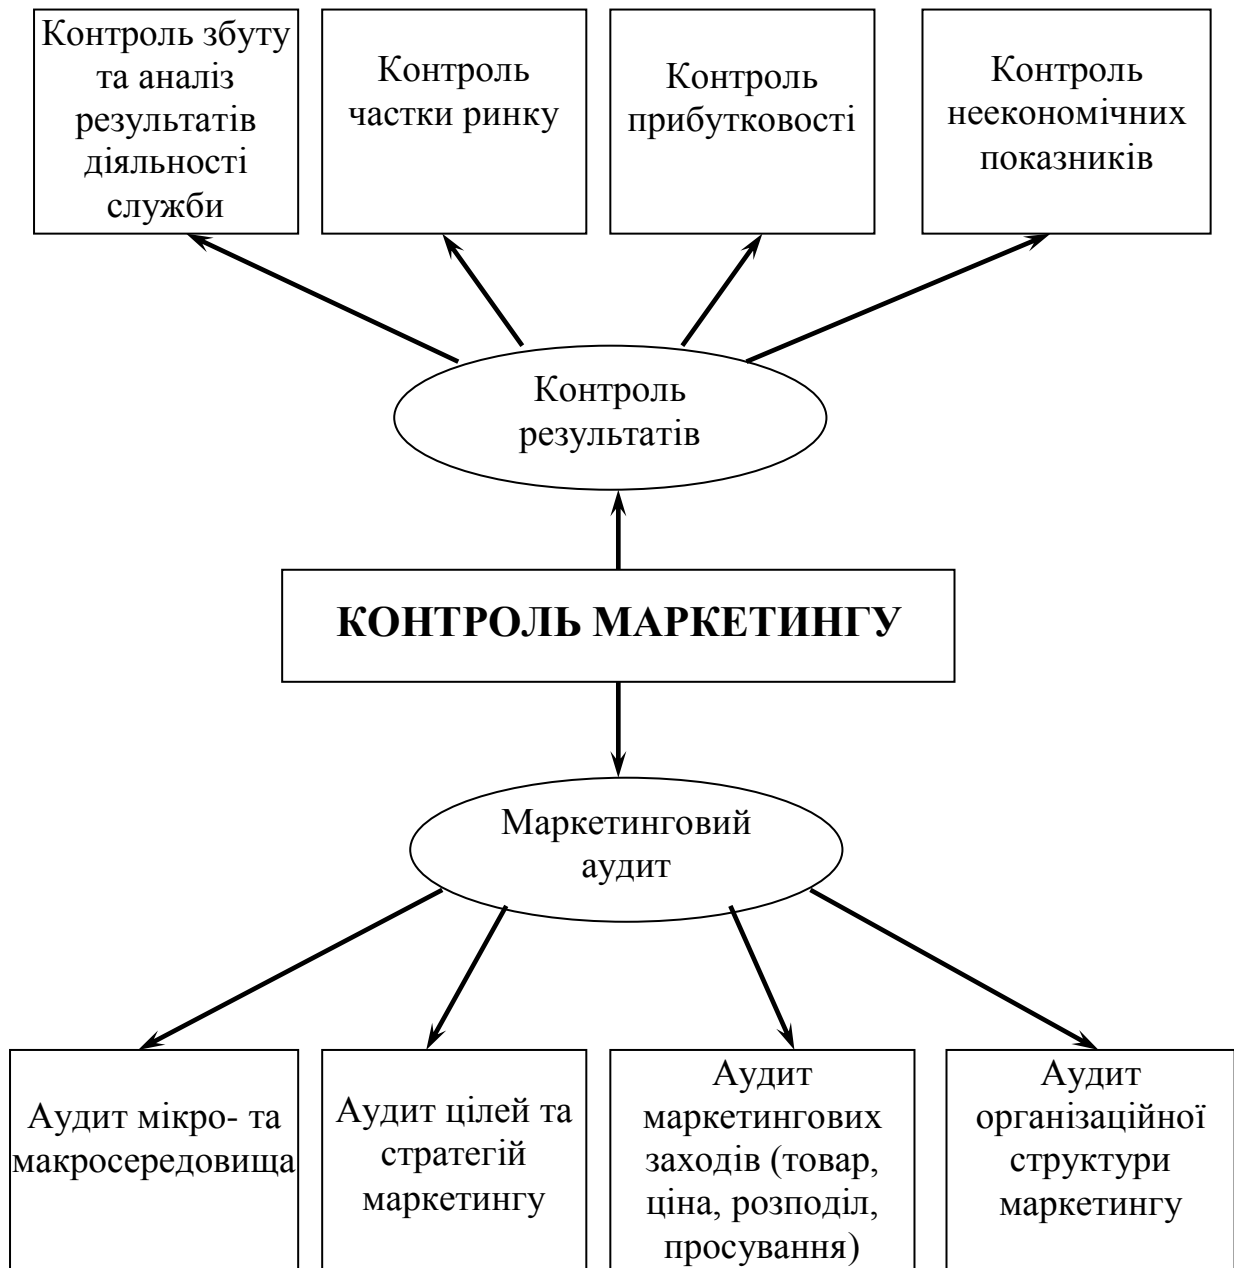 Контроль збуту
та аналіз
результатів
діяльності
служби
Контроль
частки ринку
Контроль
прибутковості
Контроль
неекономічних
показників
Контроль
результатів
КОНТРОЛЬ МАРКЕТИНГУ
Маркетинговий
аудит
Аудит мікро- та
макросередовища
Аудит цілей та
стратегій
маркетингу
Аудит
маркетингових
заходів (товар,
ціна, розподіл,
просування)
Аудит
організаційної
структури
маркетингу